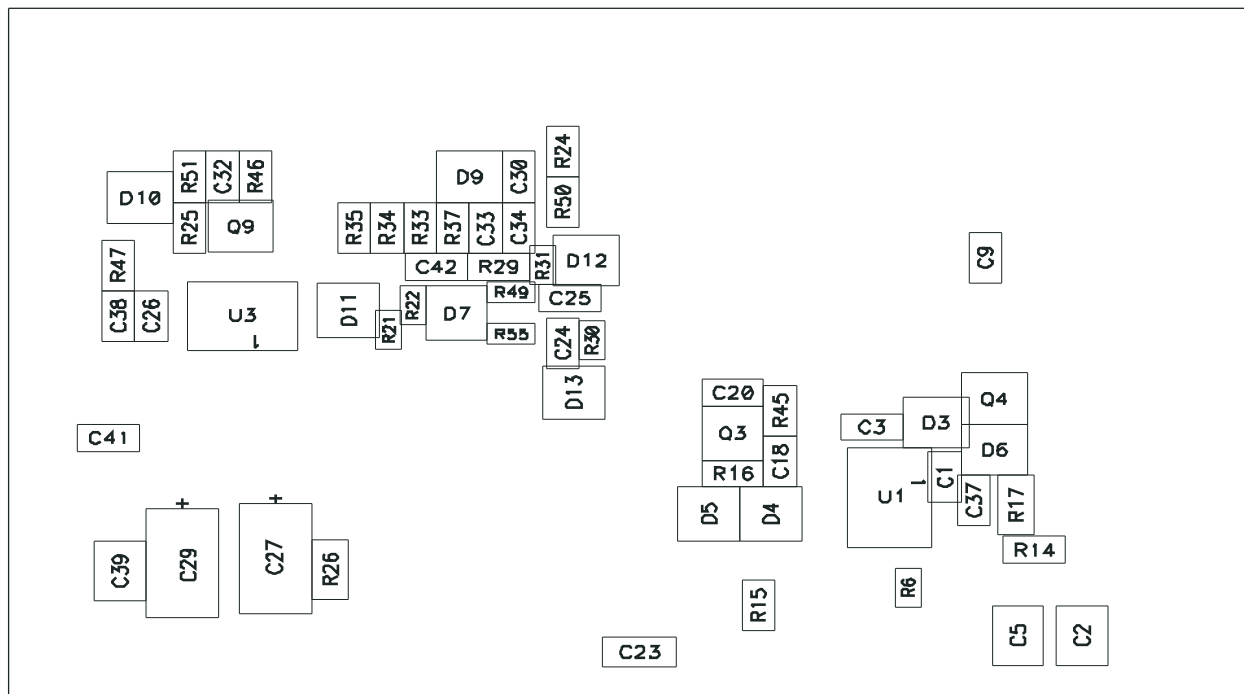 R24
R51
C32
R46
D9
C30
D10
R50
R25
Q9
R35
R34
R33
R37
C33
C34
R47
C42
R29
R31
D12
C9
C38
C26
U3
1
D11
R22
R21
D7
R49
C25
R55
C24
R30
D13
C20
R45
Q4
C41
Q3
C3
D3
R16
C18
D6
+
+
D5
D4
U1
1
C1
C37
R17
C39
C29
C27
R26
R14
R15
R6
C23
C5
C2